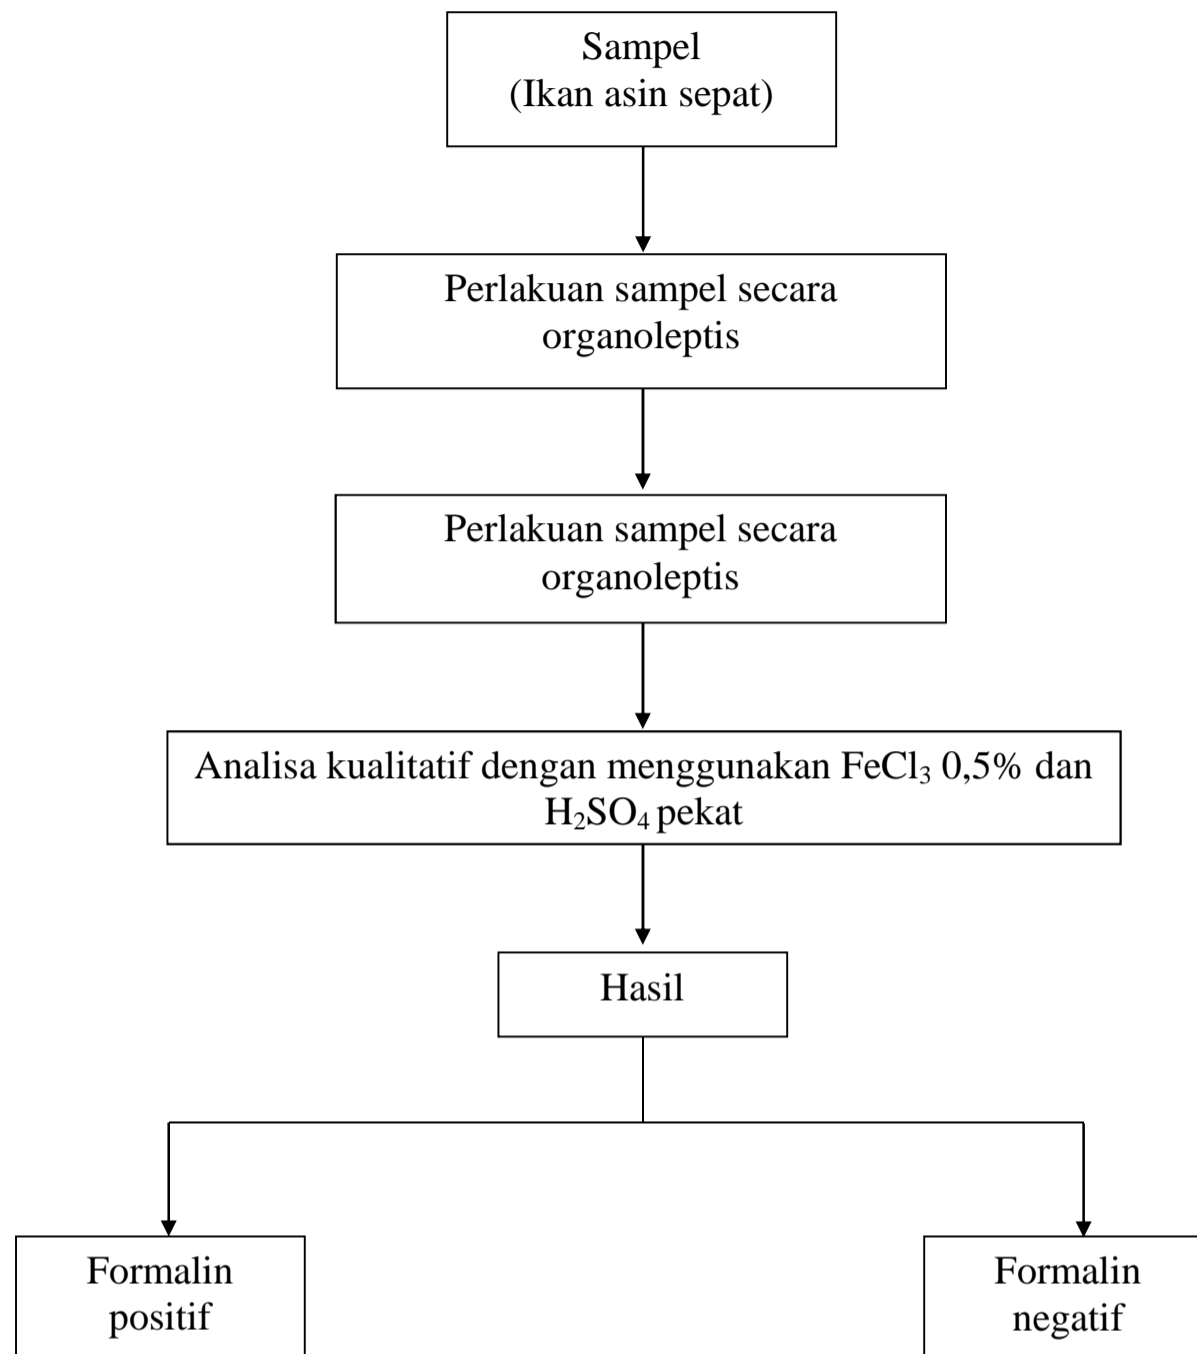 Sampel
(Ikan asin sepat)
Perlakuan sampel secara
organoleptis
Perlakuan sampel secara
organoleptis
Analisa kualitatif dengan menggunakan FeCl₃ 0,5% dan
H₂SO₄ pekat
Hasil
Formalin
positif
Formalin
negatif